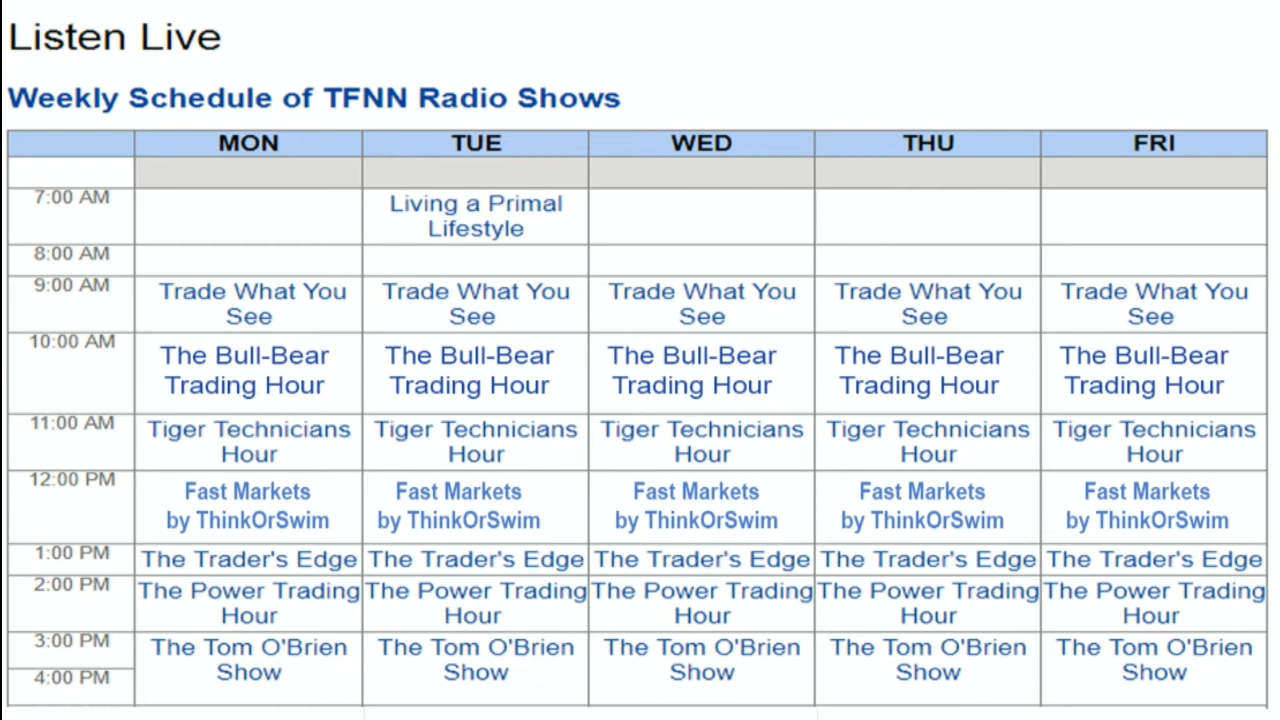 Listen Live
Weekly Schedule of TFNN Radio Shows
MON TUE WED THU FRI
7:00 AM
Living a Primal
Lifestyle
8:00 AM
9:00 AM
Trade What You Trade What You Trade What You Trade What You Trade What You
See See See See See
10:00 AM
The Bull-Bear The Bull-Bear The Bull-Bear The Bull-Bear The Bull-Bear
Trading Hour Trading Hour Trading Hour Trading Hour Trading Hour
11:00 AM
Tiger Technicians Tiger Technicians Tiger Technicians Tiger Technicians Tiger Technicians
Hour Hour Hour Hour Hour
12:00 PM
Fast Markets Fast Markets Fast Markets Fast Markets Fast Markets
by ThinkOrSwim by ThinkOrSwim by ThinkOrSwim by ThinkOrSwim by ThinkOrSwim
1:00 PM The Trader's Edge The Trader's Edge The Trader's Edge The Trader's Edge The Trader's Edge
2:00 PM
The Power Trading The Power Trading The Power Trading The Power Trading The Power Trading
Hour Hour Hour Hour Hour
3:00 PM
The Tom O'Brien The Tom O'Brien The Tom O'Brien The Tom O'Brien The Tom O'Brien
Show Show Show Show Show
4:00 PM